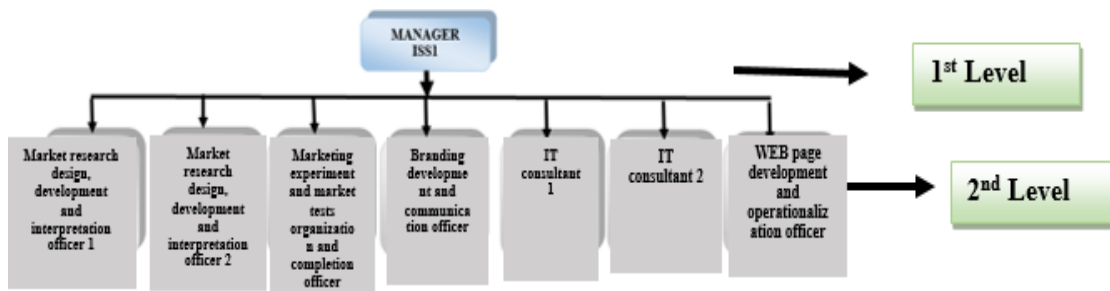 MANAGER
ISS1
1st Level
Market research
design,
development
and
interpretation
officer 1
Market
research
design,
development
and
interpretation
officer 2
Marketing
experiment
and market
tests
organizatio
n and
completion
officer
Branding
developme
nt and
communica
tion officer
IT
consultant
1
IT
consultant 2
WEB page
development
and
operationaliz
ation officer
2nd Level